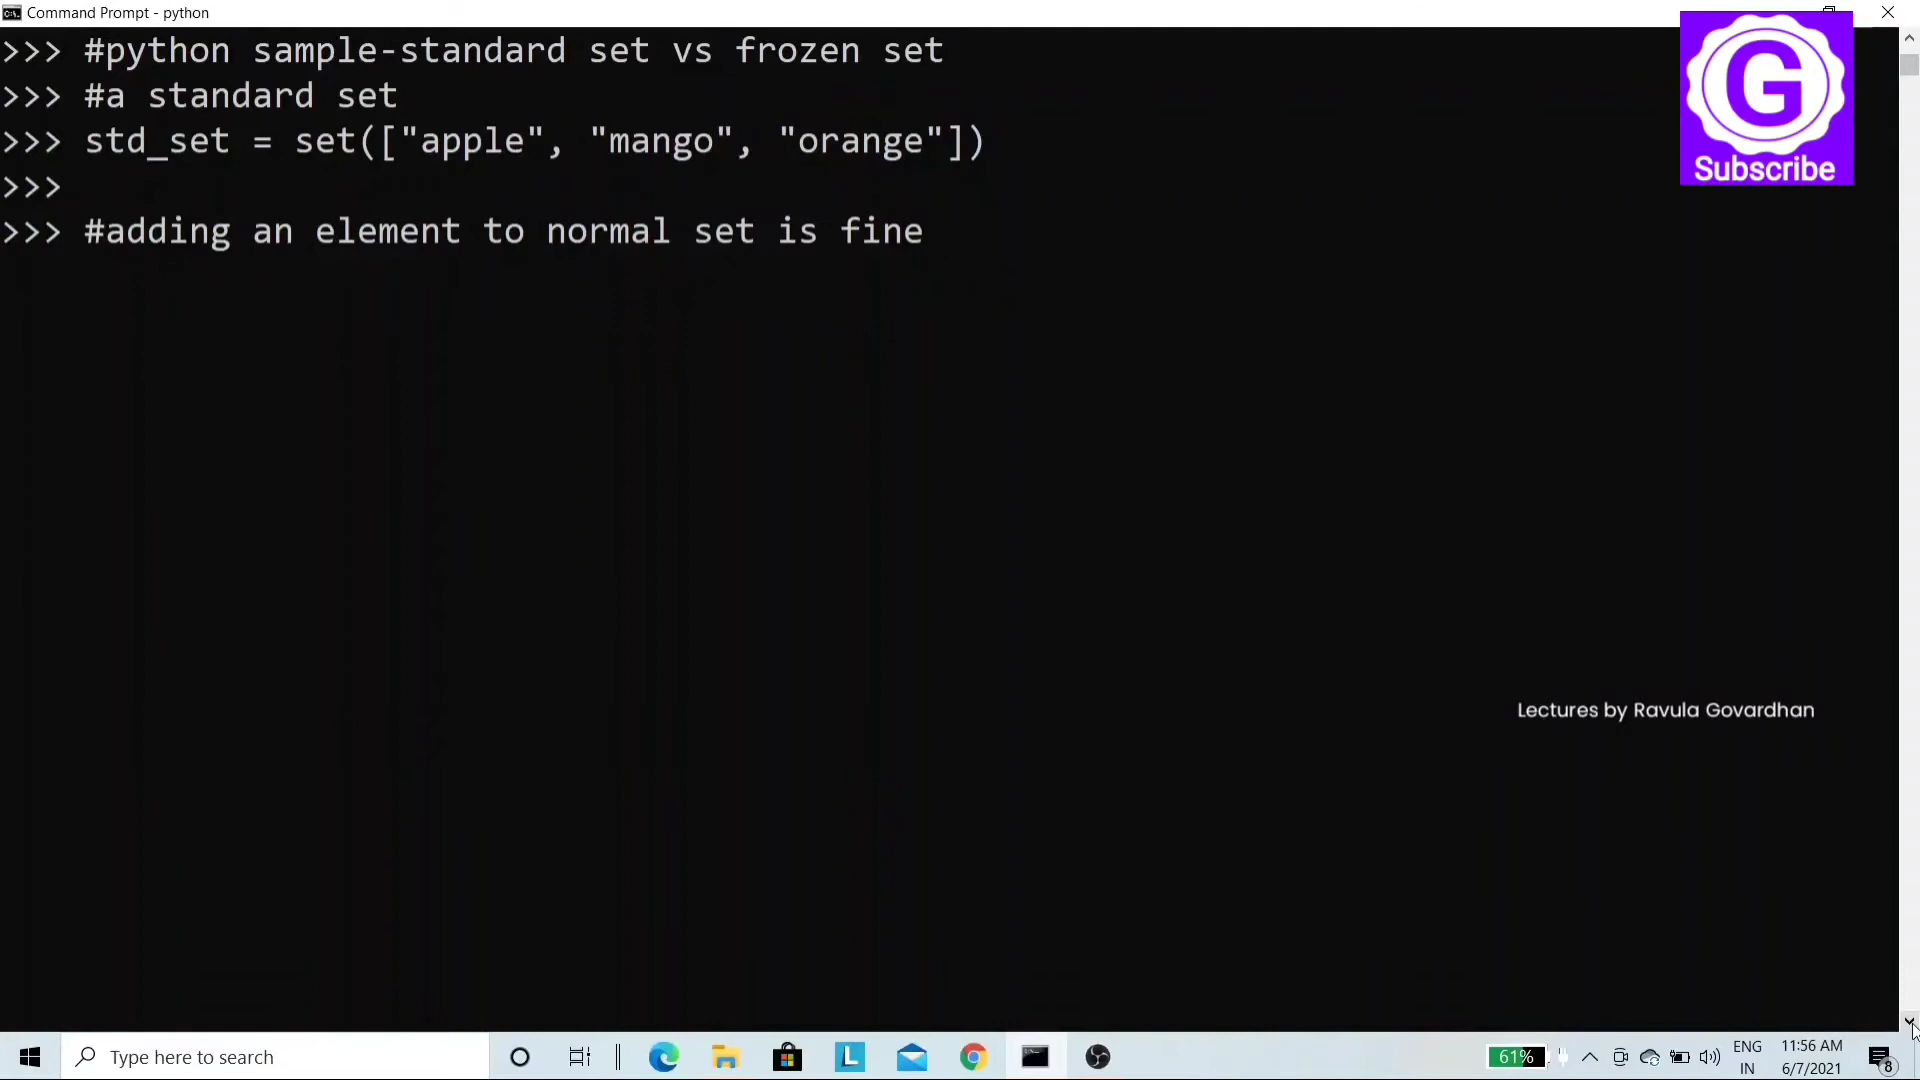 Command Prompt - python
>>> #python sample-standard set vs frozen set
>>> #a standard set
>>> std_set = set(["apple", "mango", "orange"])
>>>
>>> #adding an element to normal set is fine
G
Subscribe
Lectures by Ravula Govardhan
Type here to search
L
61%
ENG
IN
11:56 AM
6/7/2021
8